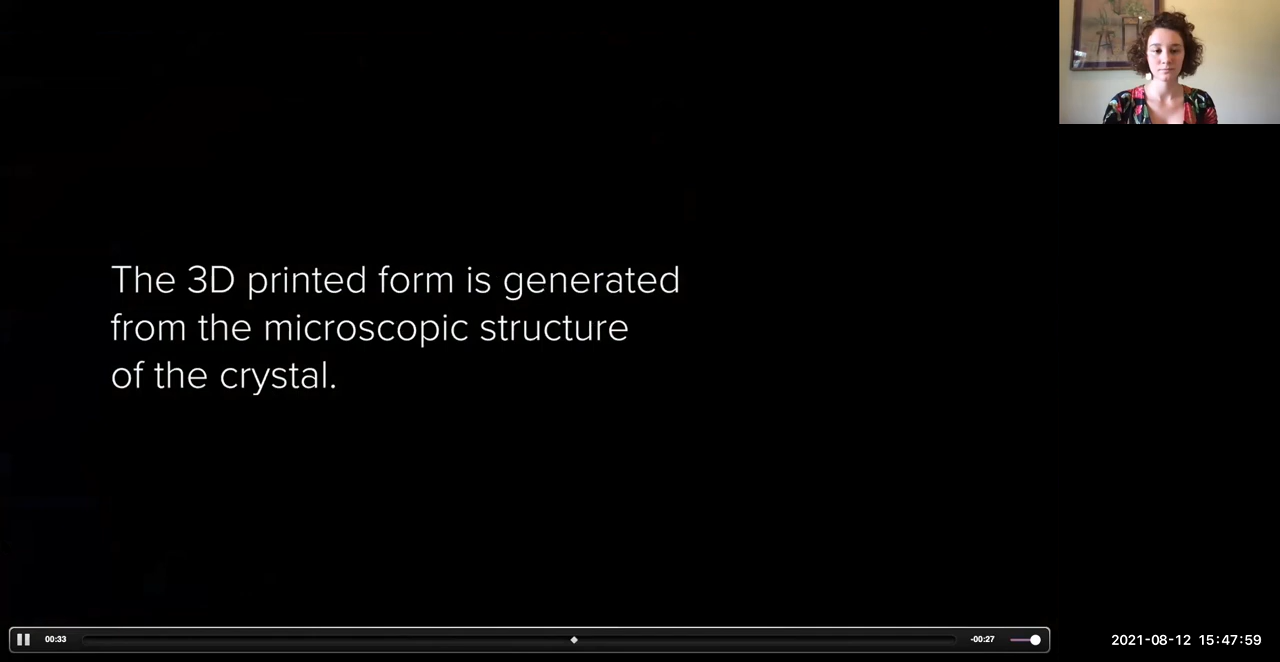 The 3D printed form is generated
from the microscopic structure
of the crystal.
00:33
-00:27
2021-08-12 15:47:59